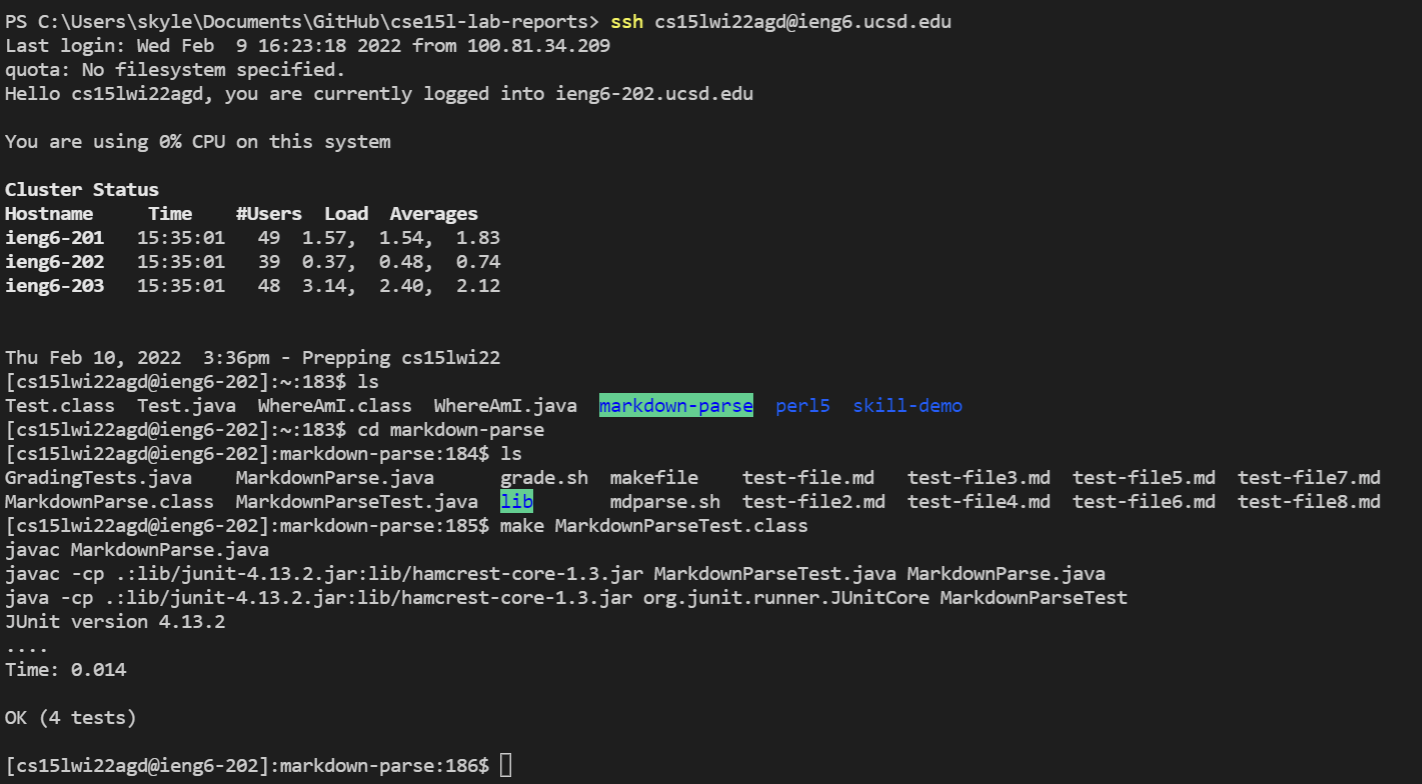 PS C:\Users\skyle\Documents\GitHub\cse15l-lab-reports> ssh cs15lwi22agd@ieng6.ucsd.edu
Last login: Wed Feb  9 16:23:18 2022 from 100.81.34.209
quota: No filesystem specified.
Hello cs15lwi22agd, you are currently logged into ieng6-202.ucsd.edu
You are using 0% CPU on this system
Cluster Status
Hostname     Time    #Users  Load  Averages
ieng6-201   15:35:01   49  1.57,  1.54,  1.83
ieng6-202   15:35:01   39  0.37,  0.48,  0.74
ieng6-203   15:35:01   48  3.14,  2.40,  2.12
Thu Feb 10, 2022  3:36pm - Prepping cs15lwi22
[cs15lwi22agd@ieng6-202]:~:183$ ls
Test.class  Test.java  WhereAmI.class  WhereAmI.java  markdown-parse  perl5  skill-demo
[cs15lwi22agd@ieng6-202]:~:183$ cd markdown-parse
[cs15lwi22agd@ieng6-202]:markdown-parse:184$ ls
GradingTests.java    MarkdownParse.java      grade.sh  makefile    test-file.md   test-file3.md  test-file5.md  test-file7.md
MarkdownParse.class  MarkdownParseTest.java  lib       mdparse.sh  test-file2.md  test-file4.md  test-file6.md  test-file8.md
[cs15lwi22agd@ieng6-202]:markdown-parse:185$ make MarkdownParseTest.class
javac MarkdownParse.java
javac -cp .:lib/junit-4.13.2.jar:lib/hamcrest-core-1.3.jar MarkdownParseTest.java MarkdownParse.java
java -cp .:lib/junit-4.13.2.jar:lib/hamcrest-core-1.3.jar org.junit.runner.JUnitCore MarkdownParseTest
JUnit version 4.13.2
....
Time: 0.014
OK (4 tests)
[cs15lwi22agd@ieng6-202]:markdown-parse:186$